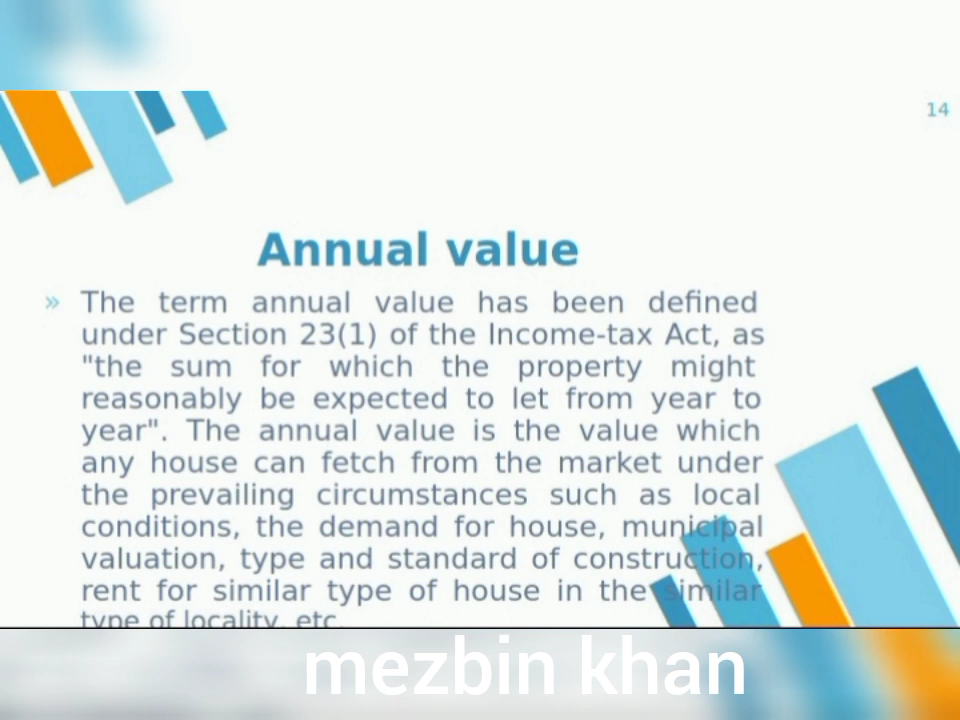 14
Annual value
» The term annual value has been defined
under Section 23(1) of the Income-tax Act, as
"the sum for which the property might
reasonably be expected to let from year to
year". The annual value is the value which
any house can fetch from the market under
the prevailing circumstances such as local
conditions, the demand for house, municipal
valuation, type and standard of construction,
rent for similar type of house in the similar
type of locality, etc.
mezbin khan